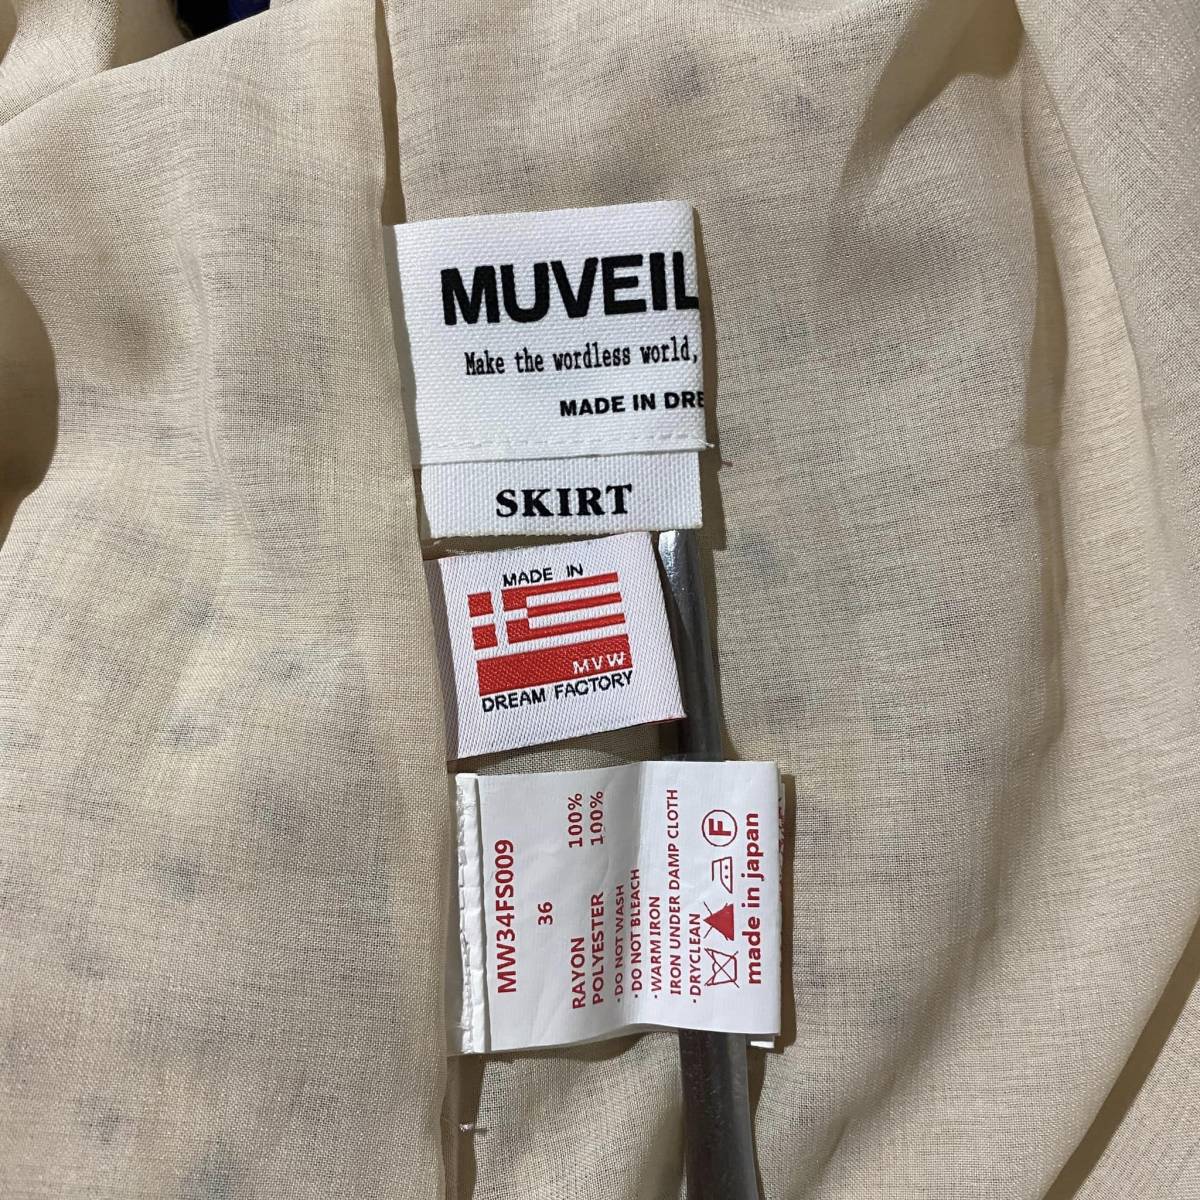 MUVEIL
Make the wordless world,
MADE IN DRE
SKIRT
MADE IN
MVW
DREAM FACTORY
MW34FS009
36
RAYON 100%
POLYESTER 100%
· DO NOT WASH
· DO NOT BLEACH
· WARM IRON
IRON UNDER DAMP CLOTH
· DRYCLEAN
F
made in japan